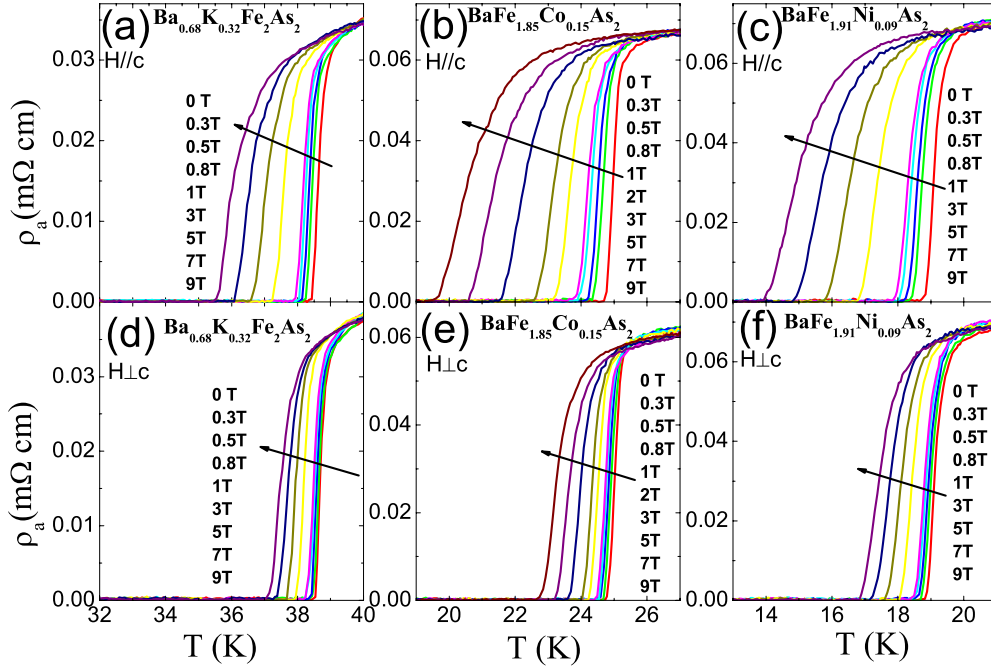 (a) Ba0.68K0.32Fe2As2
H//c
0 T
0.3T
0.5T
0.8T
1T
3T
5T
7T
9T
0.03
0.02
0.01
0.00
ρa (mΩ cm)
(b) BaFe1.85Co0.15As2
H//c
0 T
0.3T
0.5T
0.8T
1T
2T
3T
5T
7T
9T
0.08
0.06
0.04
0.02
0.00
(c) BaFe1.91Ni0.09As2
H//c
0 T
0.3T
0.5T
0.8T
1T
3T
5T
7T
9T
0.06
0.04
0.02
0.00
(d) Ba0.68K0.32Fe2As2
H⊥c
0 T
0.3T
0.5T
0.8T
1T
3T
5T
7T
9T
0.03
0.02
0.01
0.00
ρa (mΩ cm)
32 34 36 38 40
T (K)
(e) BaFe1.85Co0.15As2
H⊥c
0 T
0.3T
0.5T
0.8T
1T
2T
3T
5T
7T
9T
0.06
0.04
0.02
0.00
20 22 24 26
T (K)
(f) BaFe1.91Ni0.09As2
H⊥c
0 T
0.3T
0.5T
0.8T
1T
3T
5T
7T
9T
0.06
0.04
0.02
0.00
14 16 18 20
T (K)